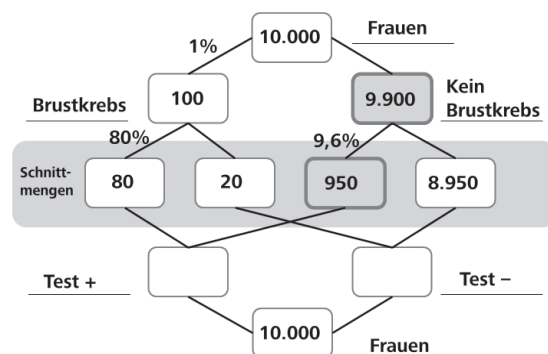 10.000
Frauen
1%
100
9.900
Brustkrebs
Kein
Brustkrebs
80%
9,6%
Schnitt-
mengen
80
20
950
8.950
Test +
Test –
10.000
Frauen